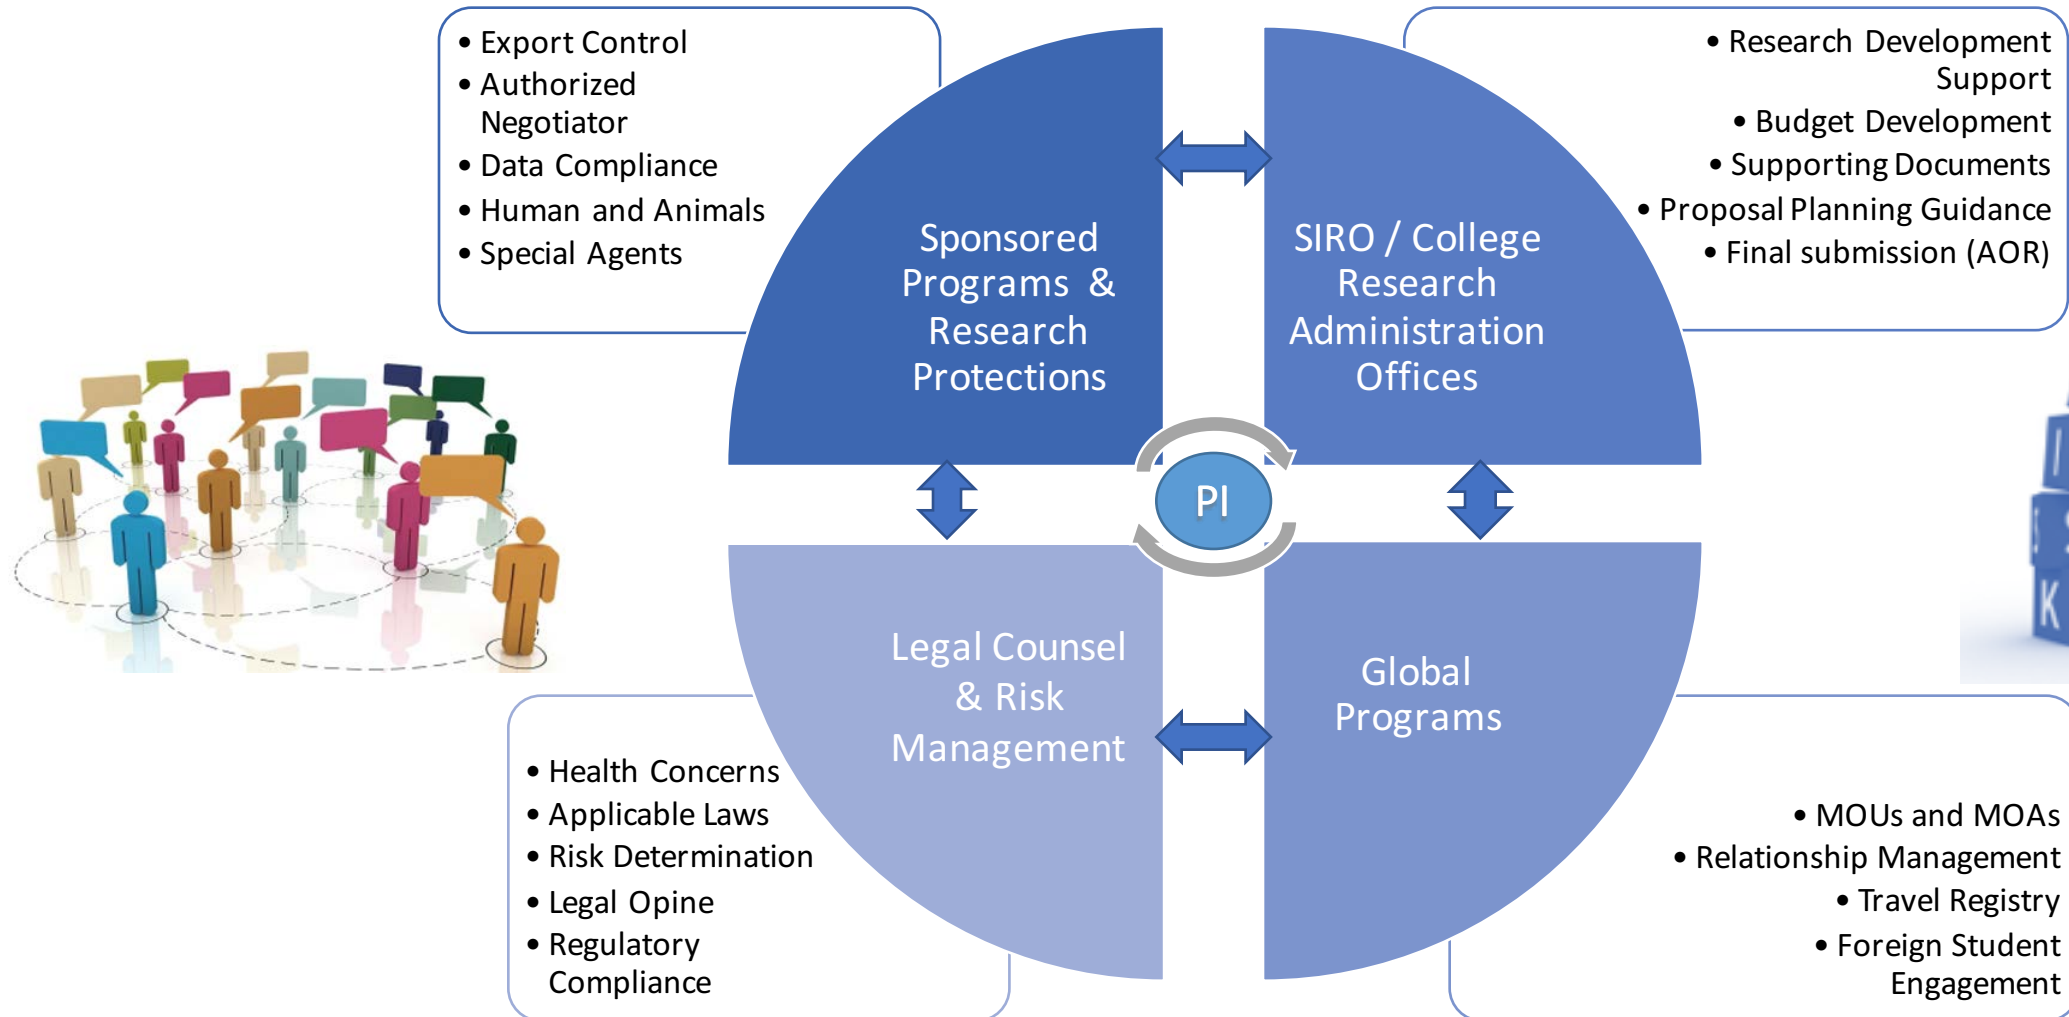 • Export Control
• Authorized
Negotiator
• Data Compliance
• Human and Animals
• Special Agents
• Research Development
Support
• Budget Development
• Supporting Documents
• Proposal Planning Guidance
• Final submission (AOR)
Sponsored
Programs &
Research
Protections
SIRO / College
Research
Administration
Offices
PI
Legal Counsel
& Risk
Management
Global
Programs
• Health Concerns
• Applicable Laws
• Risk Determination
• Legal Opine
• Regulatory
Compliance
• MOUs and MOAs
• Relationship Management
• Travel Registry
• Foreign Student
Engagement
I
S
K